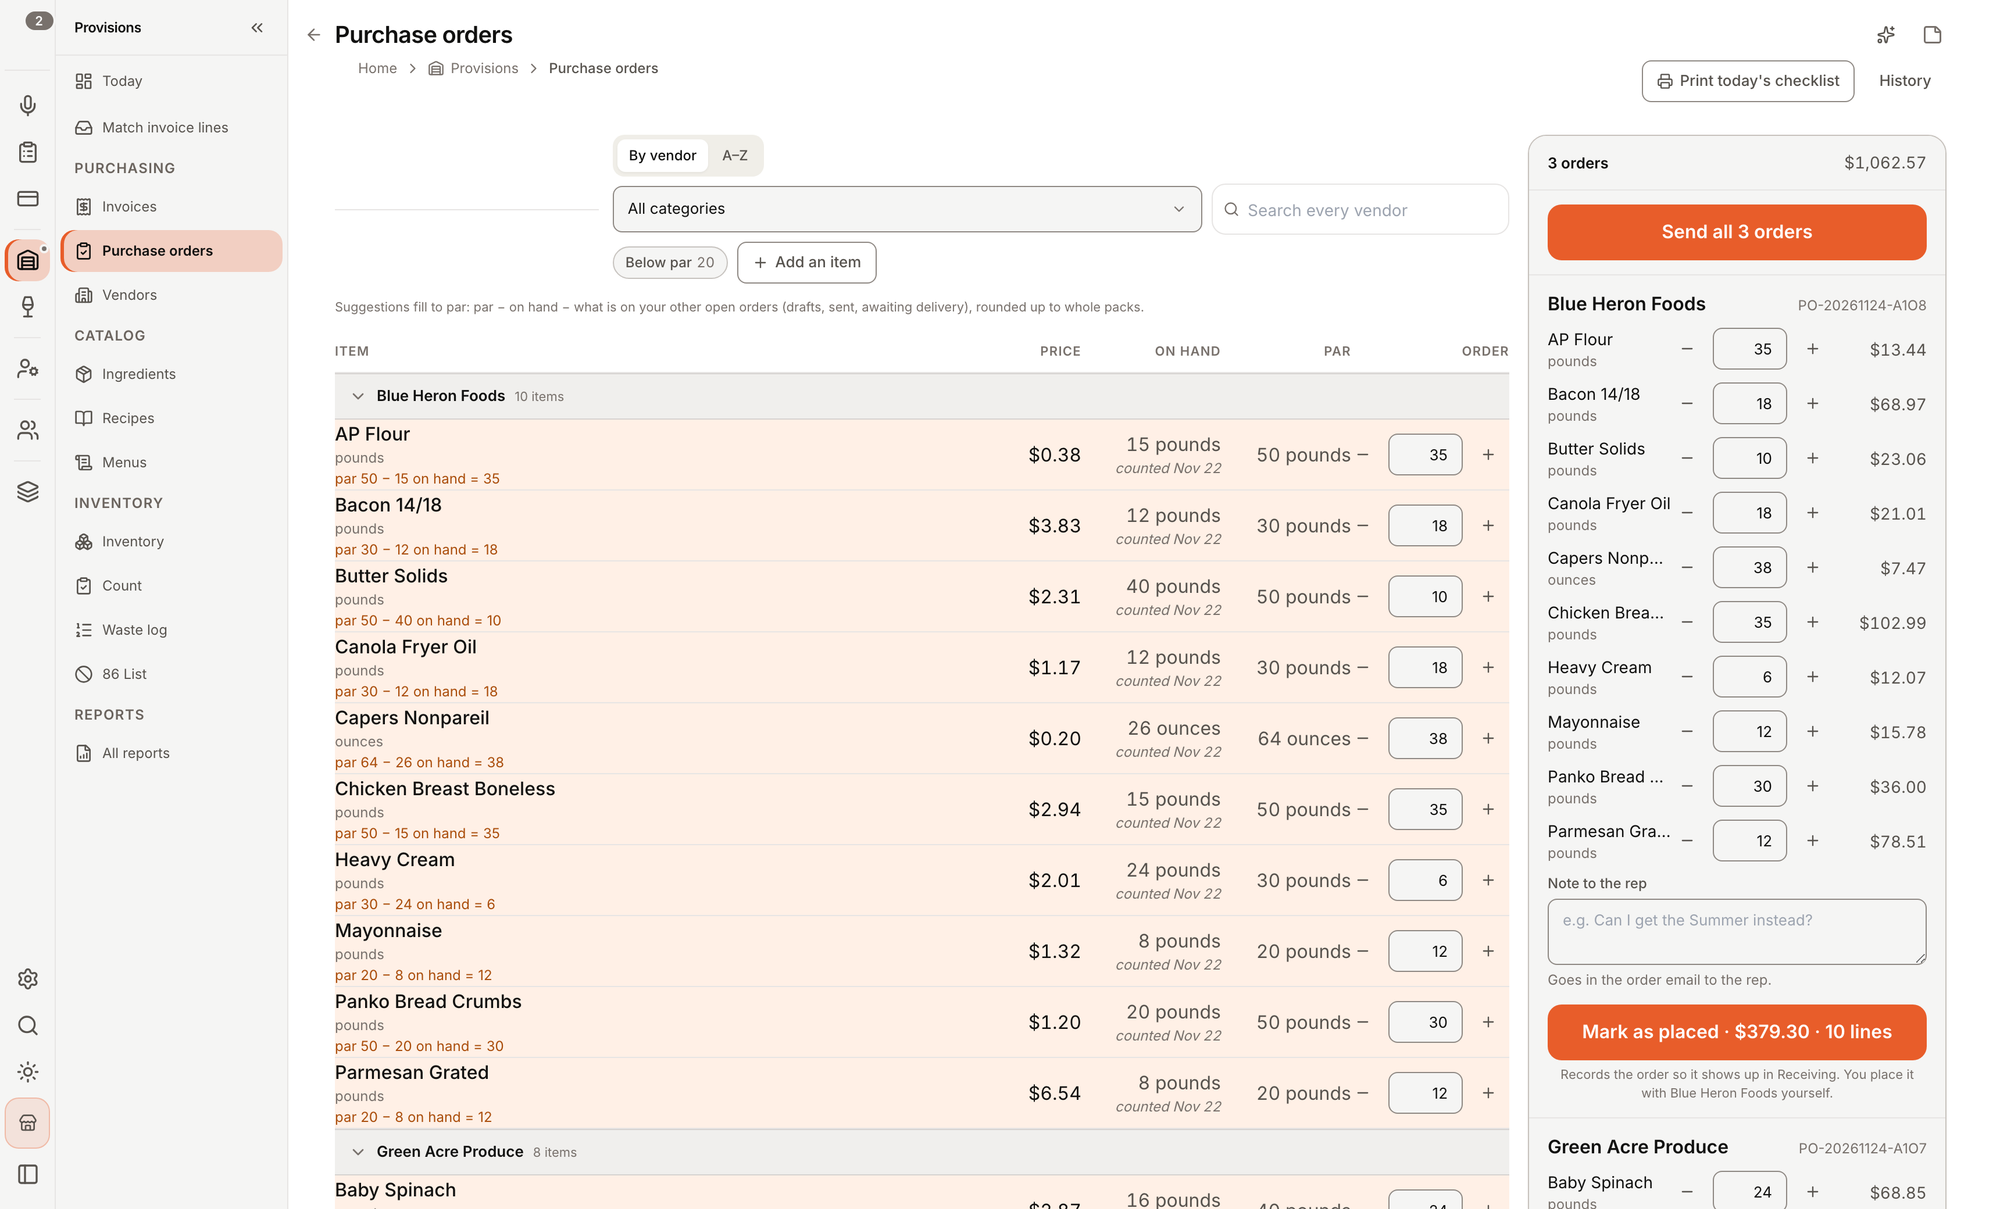 2
Provisions
Today
Match invoice lines
PURCHASING
Invoices
Purchase orders
Vendors
CATALOG
Ingredients
Recipes
Menus
INVENTORY
Inventory
Count
Waste log
86 List
REPORTS
All reports
Purchase orders
Home
Provisions
Purchase orders
Print today's checklist
History
By vendor
A–Z
All categories
Search every vendor
Below par 20
Add an item
Suggestions fill to par: par − on hand − what is on your other open orders (drafts, sent, awaiting delivery), rounded up to whole packs.
ITEM PRICE ON HAND PAR ORDER
Blue Heron Foods 10 items
AP Flour
pounds
par 50 − 15 on hand = 35
$0.38
15 pounds
counted Nov 22
50 pounds − 35 +
Bacon 14/18
pounds
par 30 − 12 on hand = 18
$3.83
12 pounds
counted Nov 22
30 pounds − 18 +
Butter Solids
pounds
par 50 − 40 on hand = 10
$2.31
40 pounds
counted Nov 22
50 pounds − 10 +
Canola Fryer Oil
pounds
par 30 − 12 on hand = 18
$1.17
12 pounds
counted Nov 22
30 pounds − 18 +
Capers Nonpareil
ounces
par 64 − 26 on hand = 38
$0.20
26 ounces
counted Nov 22
64 ounces − 38 +
Chicken Breast Boneless
pounds
par 50 − 15 on hand = 35
$2.94
15 pounds
counted Nov 22
50 pounds − 35 +
Heavy Cream
pounds
par 30 − 24 on hand = 6
$2.01
24 pounds
counted Nov 22
30 pounds − 6 +
Mayonnaise
pounds
par 20 − 8 on hand = 12
$1.32
8 pounds
counted Nov 22
20 pounds − 12 +
Panko Bread Crumbs
pounds
par 50 − 20 on hand = 30
$1.20
20 pounds
counted Nov 22
50 pounds − 30 +
Parmesan Grated
pounds
par 20 − 8 on hand = 12
$6.54
8 pounds
counted Nov 22
20 pounds − 12 +
Green Acre Produce 8 items
Baby Spinach
16 pounds
3 orders $1,062.57
Send all 3 orders
Blue Heron Foods PO-20261124-A1O8
AP Flour
pounds
− 35 + $13.44
Bacon 14/18
pounds
− 18 + $68.97
Butter Solids
pounds
− 10 + $23.06
Canola Fryer Oil
pounds
− 18 + $21.01
Capers Nonp...
ounces
− 38 + $7.47
Chicken Brea...
pounds
− 35 + $102.99
Heavy Cream
pounds
− 6 + $12.07
Mayonnaise
pounds
− 12 + $15.78
Panko Bread ...
pounds
− 30 + $36.00
Parmesan Gra...
pounds
− 12 + $78.51
Note to the rep
e.g. Can I get the Summer instead?
Goes in the order email to the rep.
Mark as placed · $379.30 · 10 lines
Records the order so it shows up in Receiving. You place it
with Blue Heron Foods yourself.
Green Acre Produce PO-20261124-A1O7
Baby Spinach
pounds
− 24 + $68.85